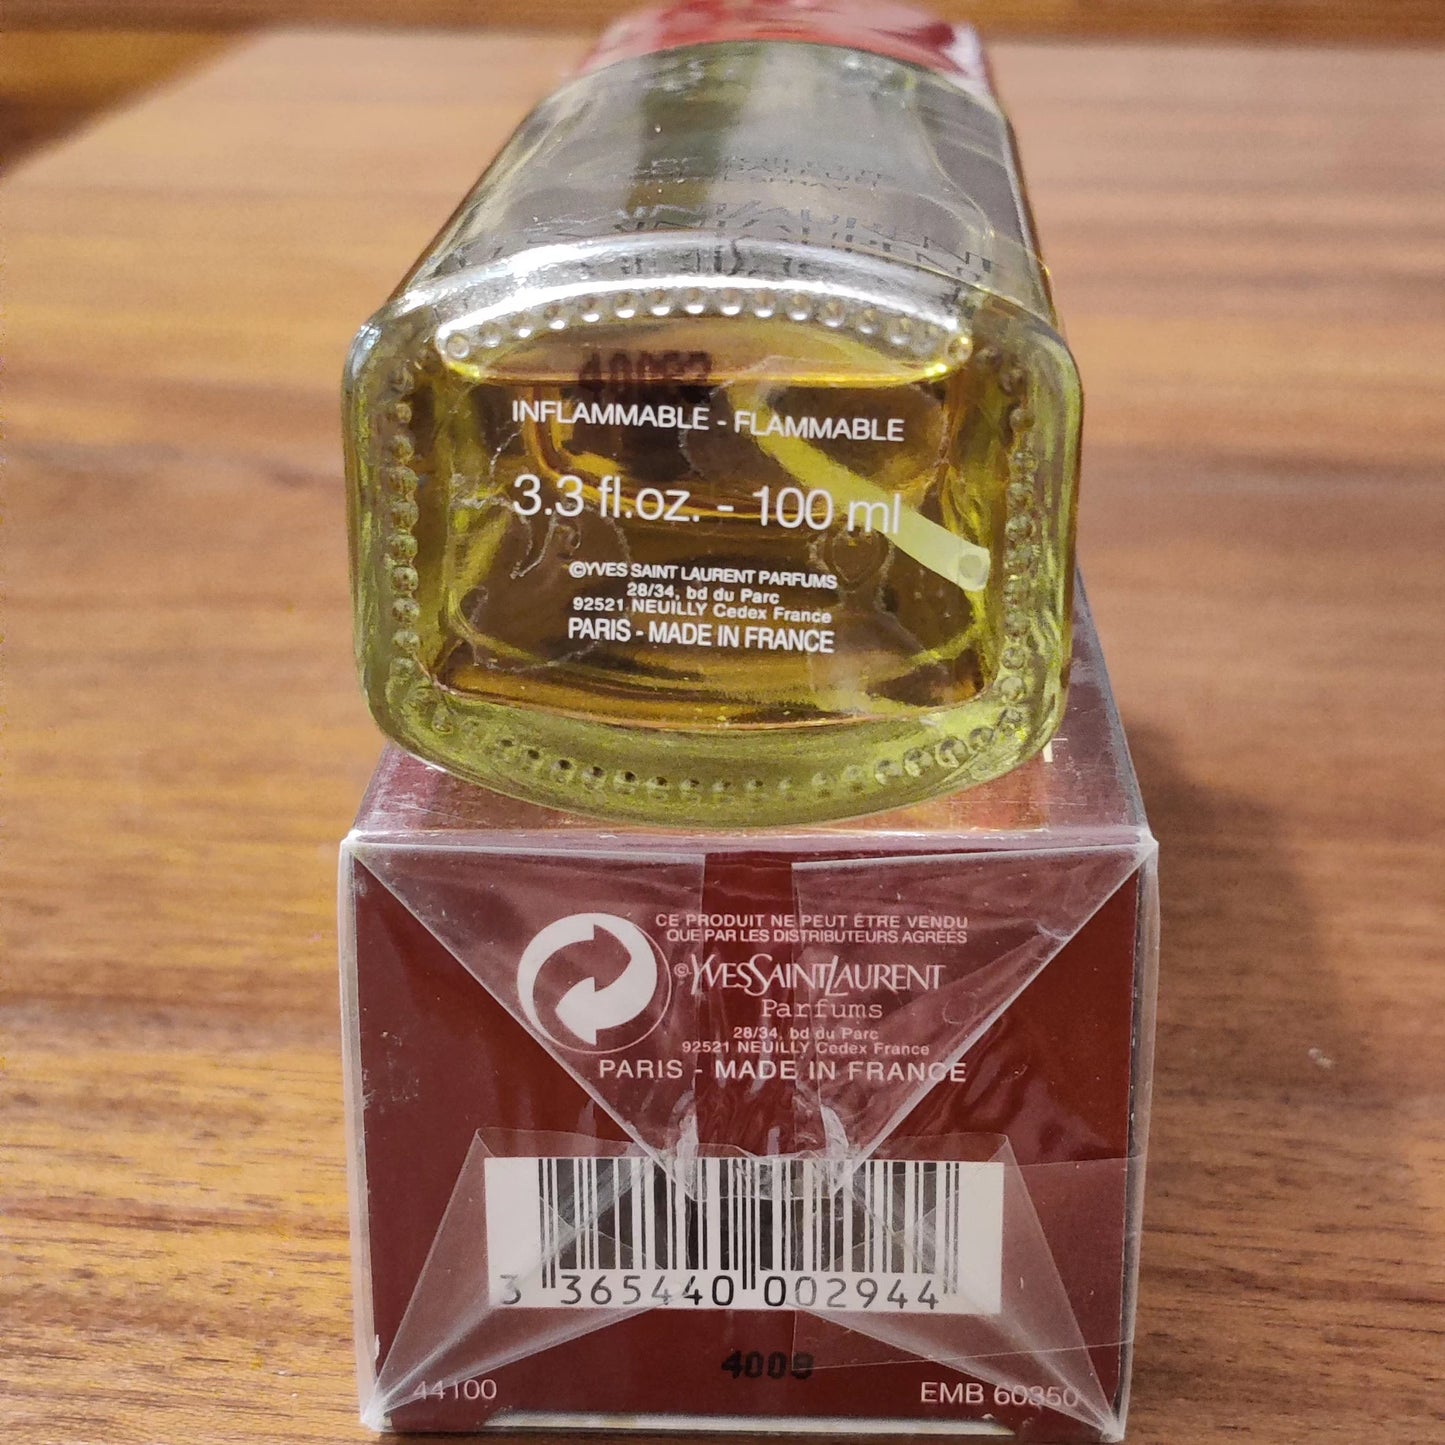 INFLAMMABLE - FLAMMABLE
3.3 fl.oz. - 100 ml
©YVES SAINT LAURENT PARFUMS
28/34, bd du Parc
92521 NEUILLY Cedex France
PARIS - MADE IN FRANCE
CE PRODUIT NE PEUT ÊTRE VENDU
QUE PAR LES DISTRIBUTEURS AGRÉÉS
©YVESSAINTLAURENT
Parfums
28/34, bd du Parc
92521 NEUILLY Cedex France
PARIS - MADE IN FRANCE
3 365440 002944
4009
44100 EMB 60350